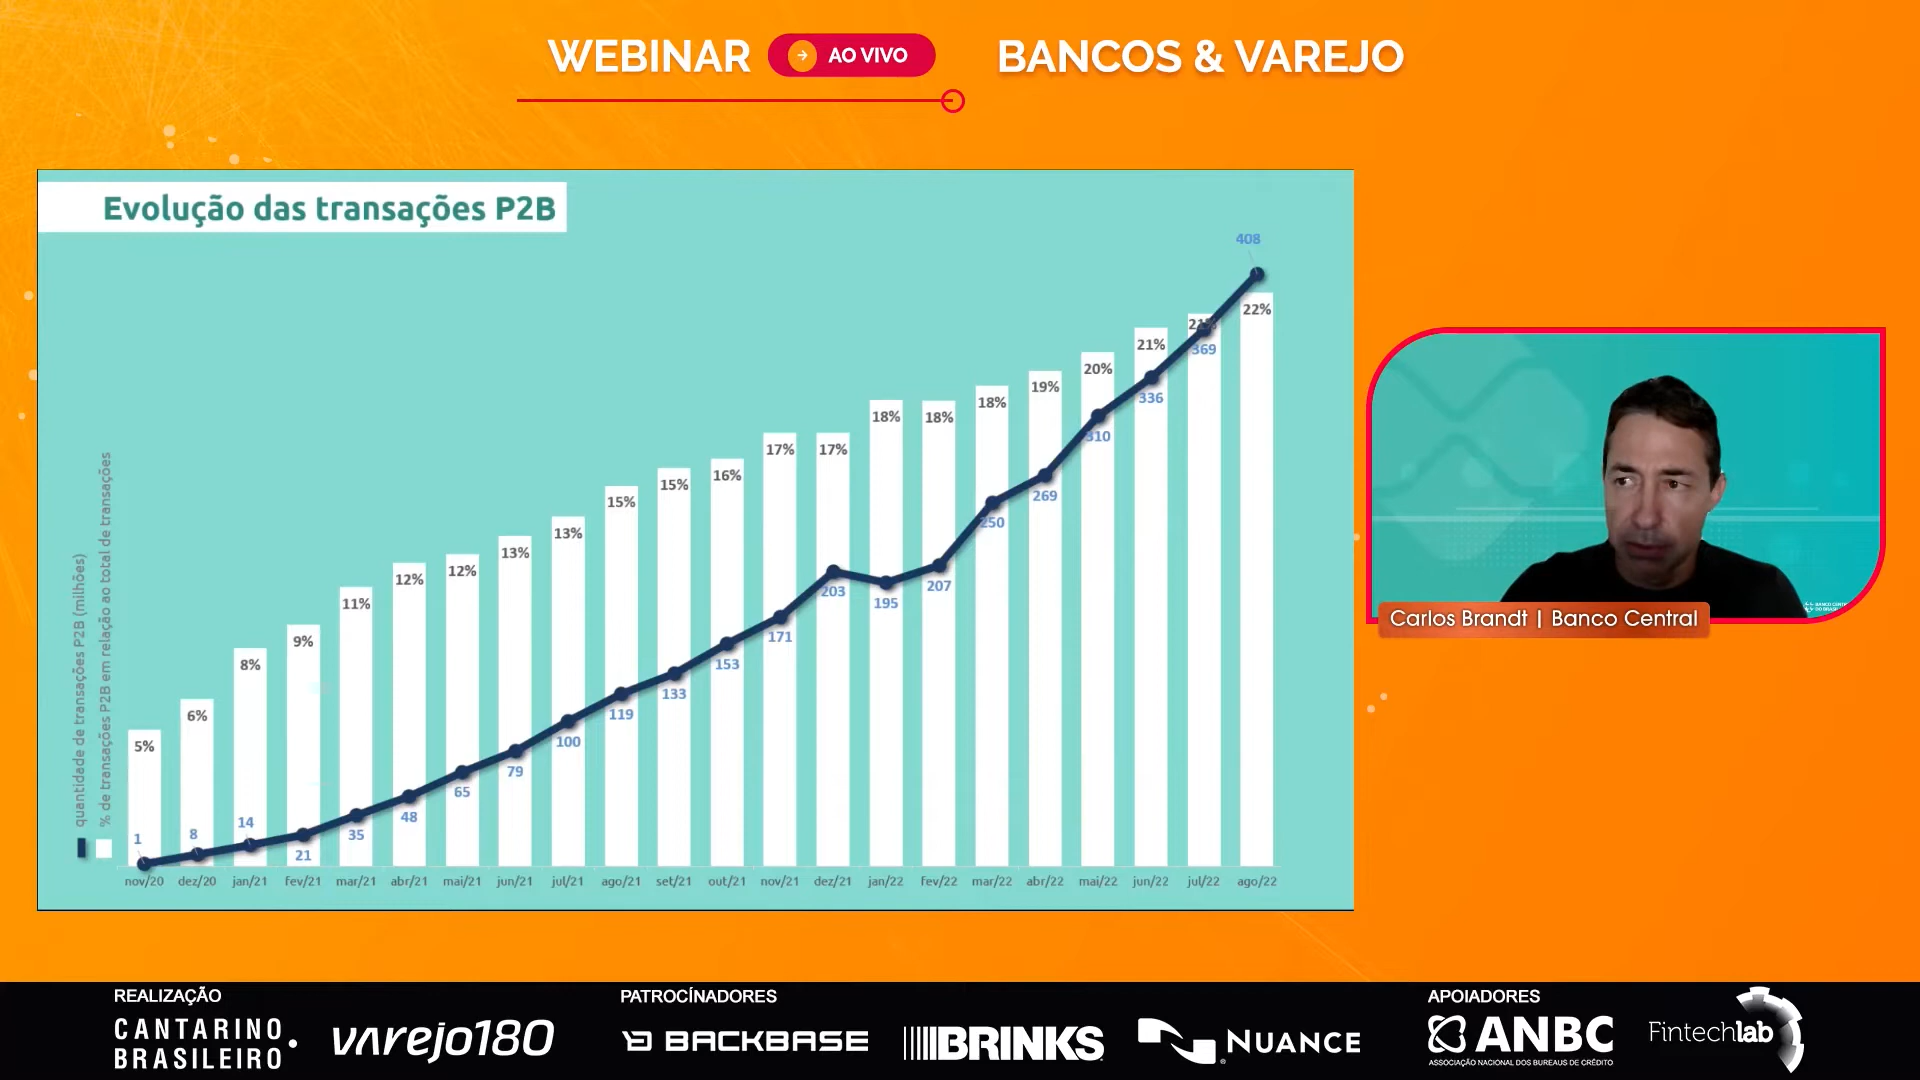 WEBINAR
AO VIVO
BANCOS & VAREJO
Evolução das transações P2B
quantidade de transações P2B (milhões)
% de transações P2B em relação ao total de transações
5%
6%
8%
9%
11%
12%
12%
13%
13%
15%
15%
16%
17%
17%
18%
18%
18%
19%
20%
21%
21%
22%
1
8
14
21
35
48
65
79
100
119
133
153
171
203
195
207
250
269
310
336
369
408
nov/20 dez/20 jan/21 fev/21 mar/21 abr/21 mai/21 jun/21 jul/21 ago/21 set/21 out/21 nov/21 dez/21 jan/22 fev/22 mar/22 abr/22 mai/22 jun/22 jul/22 ago/22
Carlos Brandt | Banco Central
REALIZAÇÃO
CANTARINO
BRASILEIRO
varejo180
PATROCÍNADORES
BACKBASE
BRINKS
NUANCE
APOIADORES
ANBC
ASSOCIAÇÃO NACIONAL DOS BUREAUS DE CRÉDITO
Fintechlab